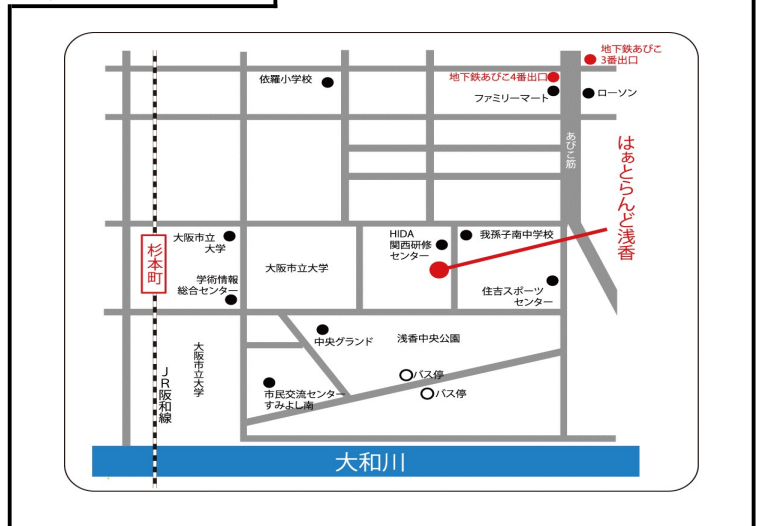 地下鉄あびこ
3番出口
地下鉄あびこ4番出口
依羅小学校
ファミリーマート
ローソン
あびこ筋
はぁとらんど浅香
大阪市立
大学
杉本町
学術情報
総合センター
大阪市立大学
HIDA
関西研修
センター
我孫子南中学校
住吉スポーツ
センター
中央グランド
浅香中央公園
大阪市立大学
JR阪和線
バス停
バス停
市民交流センター
すみよし南
大和川